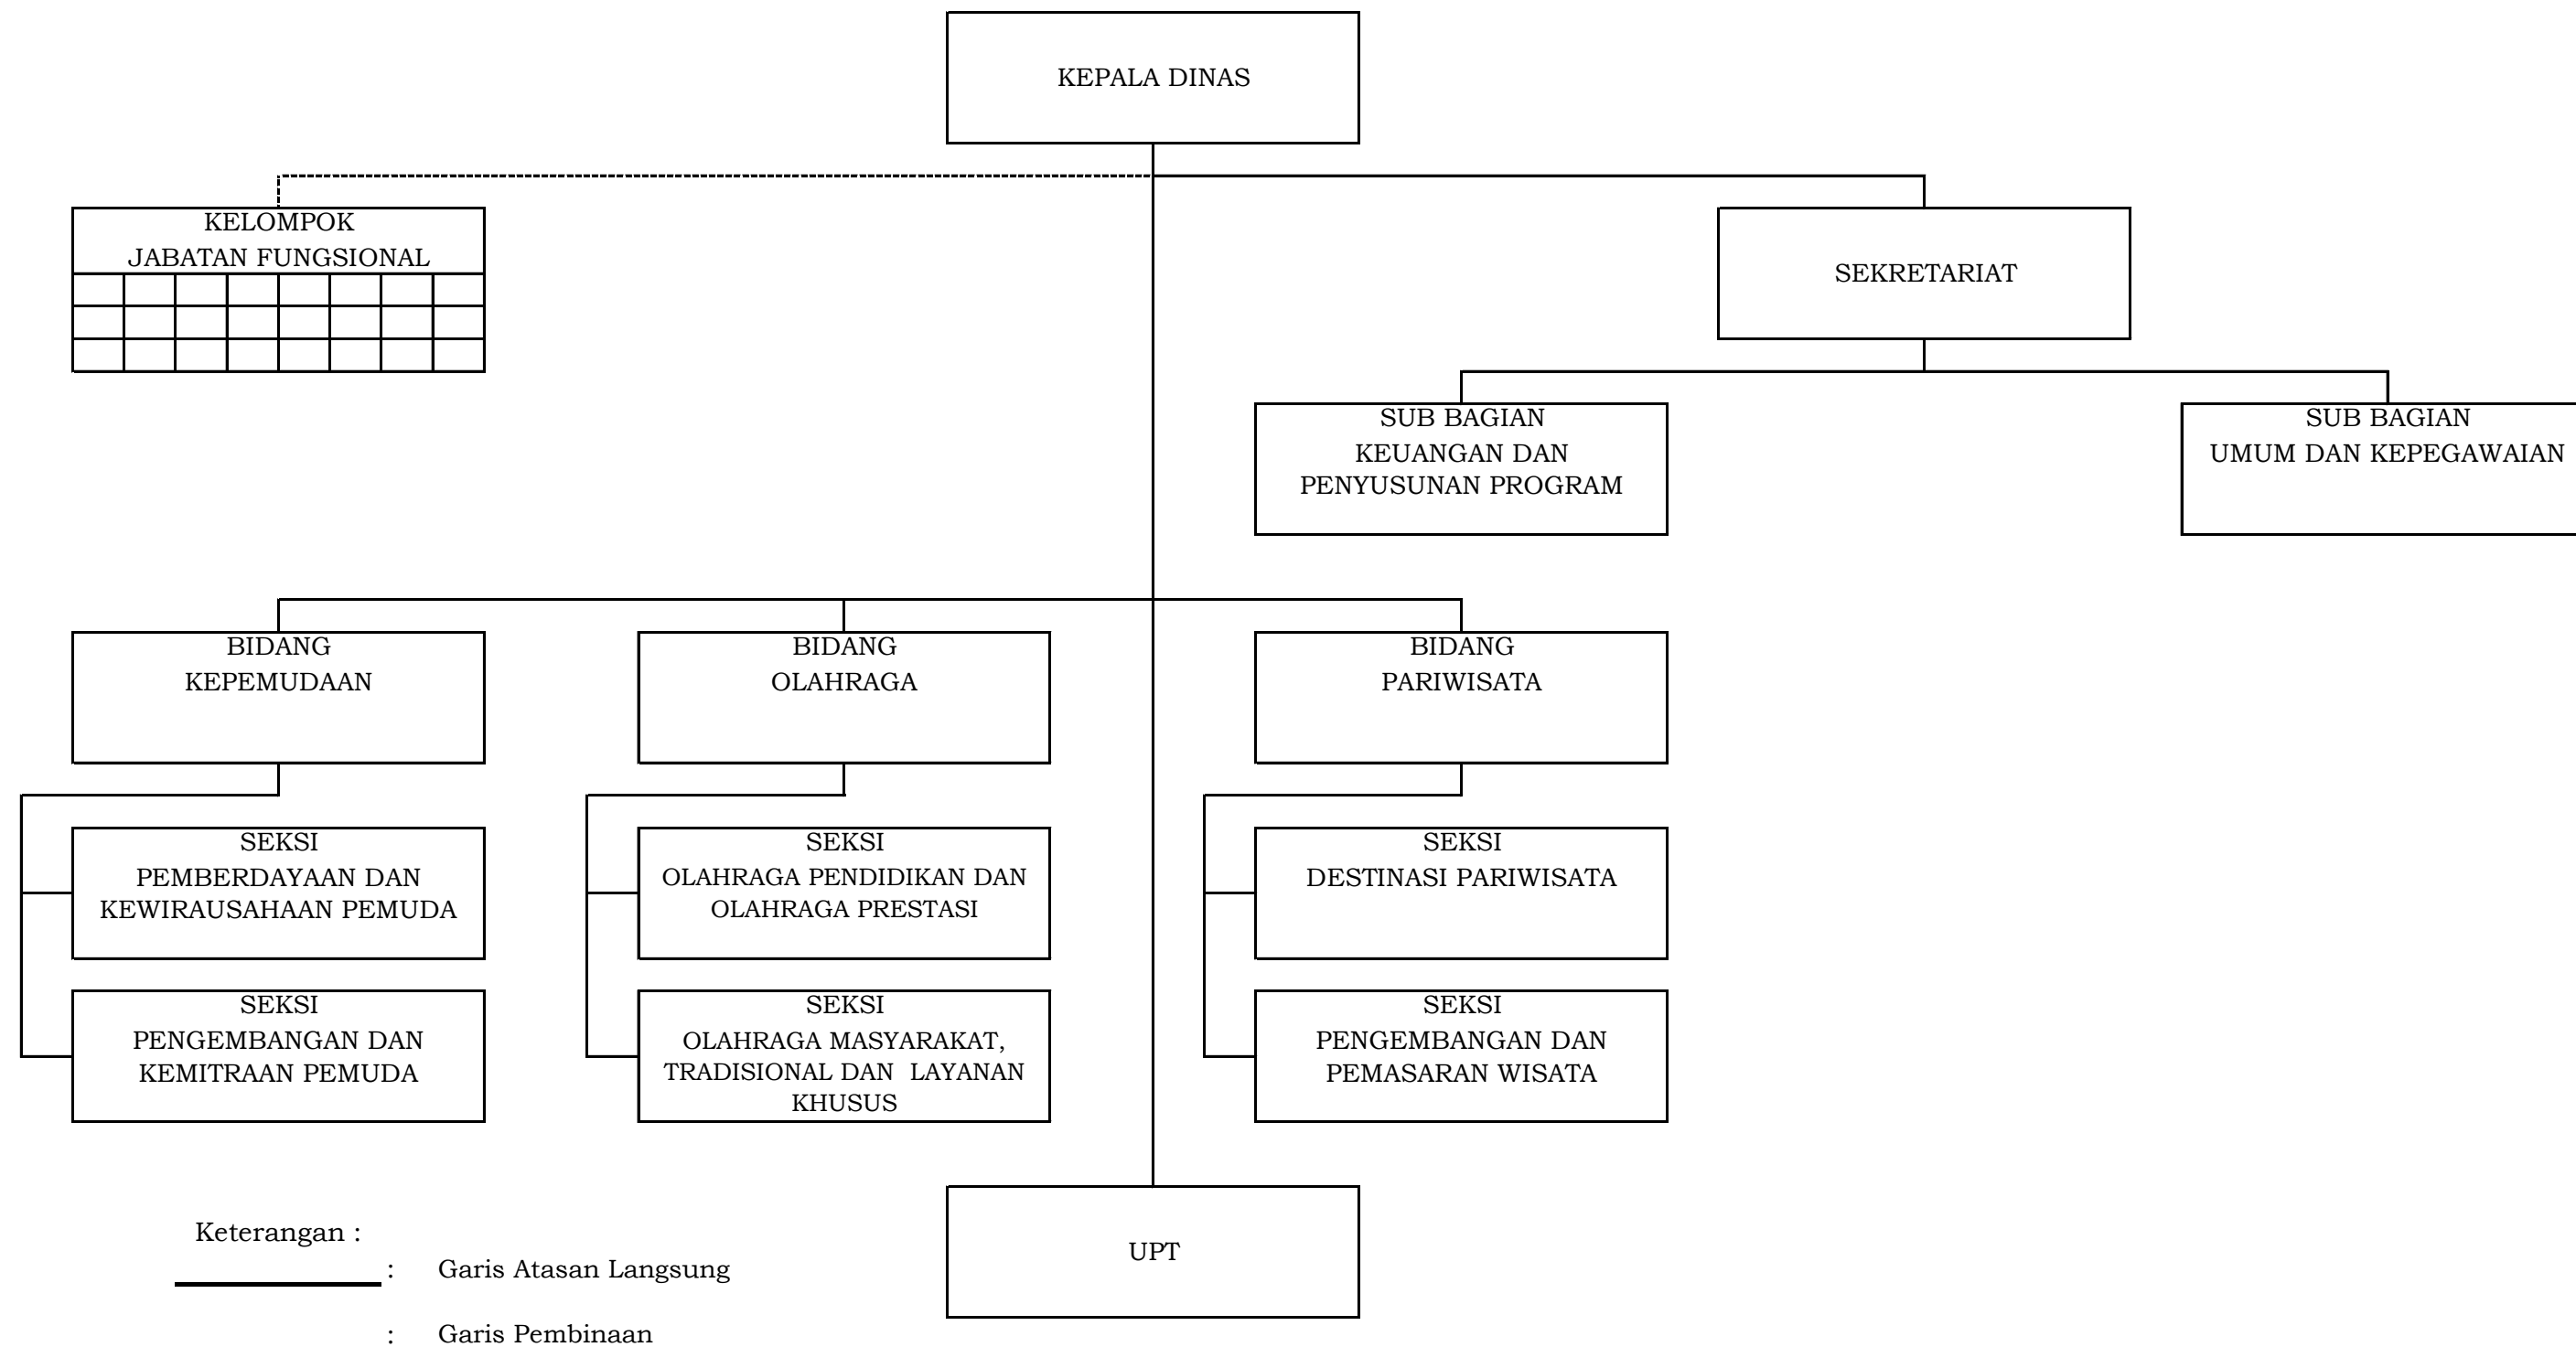 KEPALA DINAS
KELOMPOK
JABATAN FUNGSIONAL
SEKRETARIAT
SUB BAGIAN
KEUANGAN DAN
PENYUSUNAN PROGRAM
SUB BAGIAN
UMUM DAN KEPEGAWAIAN
BIDANG
KEPEMUDAAN
BIDANG
OLAHRAGA
BIDANG
PARIWISATA
SEKSI
PEMBERDAYAAN DAN
KEWIRAUSAHAAN PEMUDA
SEKSI
OLAHRAGA PENDIDIKAN DAN
OLAHRAGA PRESTASI
SEKSI
DESTINASI PARIWISATA
SEKSI
PENGEMBANGAN DAN
KEMITRAAN PEMUDA
SEKSI
OLAHRAGA MASYARAKAT,
TRADISIONAL DAN  LAYANAN
KHUSUS
SEKSI
PENGEMBANGAN DAN
PEMASARAN WISATA
UPT
Keterangan :
: Garis Atasan Langsung
: Garis Pembinaan